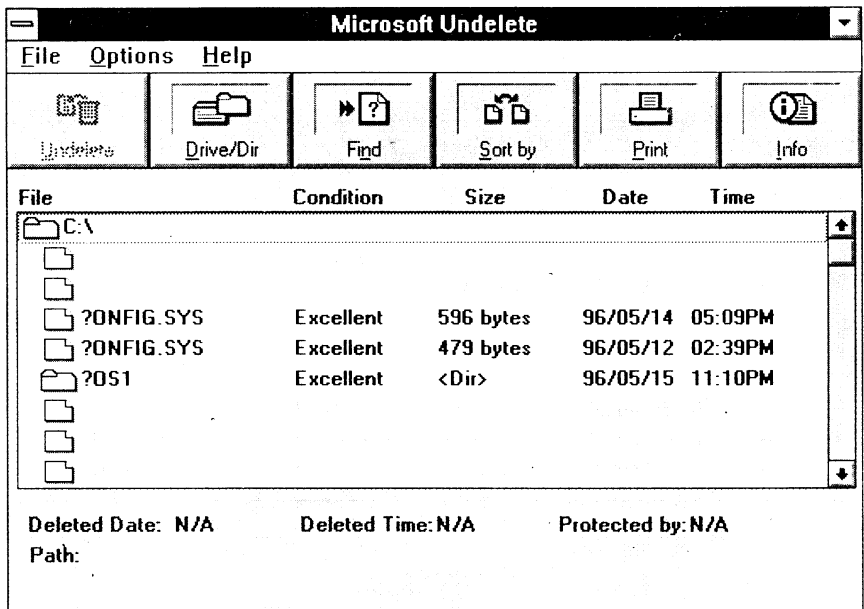 Microsoft Undelete
File Options Help
Undelete Drive/Dir Find Sort by Print Info
File Condition Size Date Time
C:\
?ONFIG.SYS Excellent 596 bytes 96/05/14 05:09PM
?ONFIG.SYS Excellent 479 bytes 96/05/12 02:39PM
?OS1 Excellent <Dir> 96/05/15 11:10PM
Deleted Date: N/A Deleted Time: N/A Protected by: N/A
Path: